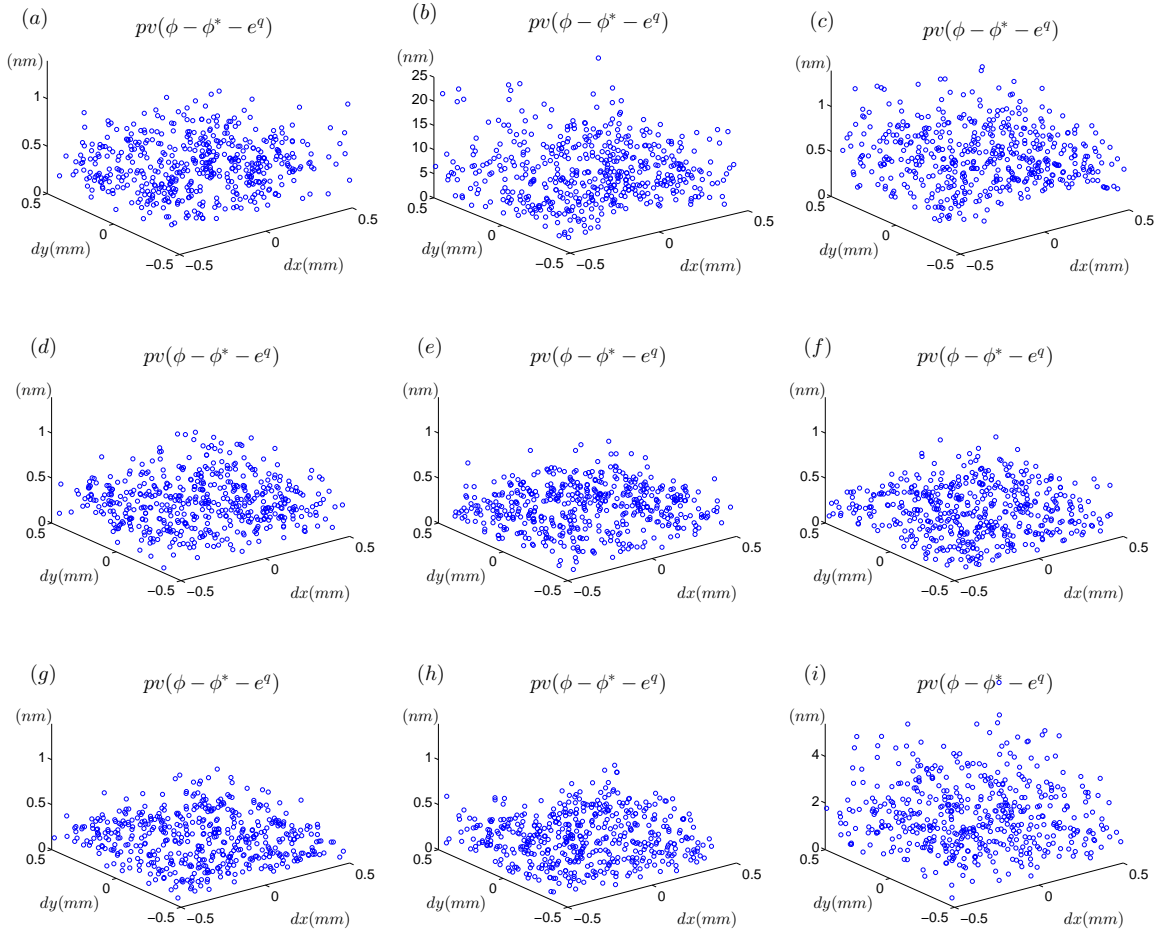 (a) pv(ϕ − ϕ* − e^q)
(nm)
1
0.5
0
0.5
0
−0.5
−0.5
0
0.5
dy(mm)
dx(mm)
(b) pv(ϕ − ϕ* − e^q)
(nm)
25
20
15
10
5
0
0.5
0
−0.5
−0.5
0
0.5
dy(mm)
dx(mm)
(c) pv(ϕ − ϕ* − e^q)
(nm)
1
0.5
0
0.5
0
−0.5
−0.5
0
0.5
dy(mm)
dx(mm)
(d) pv(ϕ − ϕ* − e^q)
(nm)
1
0.5
0
0.5
0
−0.5
−0.5
0
0.5
dy(mm)
dx(mm)
(e) pv(ϕ − ϕ* − e^q)
(nm)
1
0.5
0
0.5
0
−0.5
−0.5
0
0.5
dy(mm)
dx(mm)
(f) pv(ϕ − ϕ* − e^q)
(nm)
1
0.5
0
0.5
0
−0.5
−0.5
0
0.5
dy(mm)
dx(mm)
(g) pv(ϕ − ϕ* − e^q)
(nm)
1
0.5
0
0.5
0
−0.5
−0.5
0
0.5
dy(mm)
dx(mm)
(h) pv(ϕ − ϕ* − e^q)
(nm)
1
0.5
0
0.5
0
−0.5
−0.5
0
0.5
dy(mm)
dx(mm)
(i) pv(ϕ − ϕ* − e^q)
(nm)
4
2
0
0.5
0
−0.5
−0.5
0
0.5
dy(mm)
dx(mm)